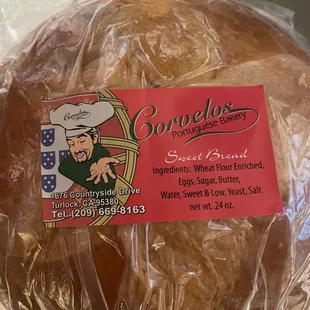 Corvelos
Corvelos
Portuguese Bakery
Sweet Bread
Ingredients: Wheat Flour Enriched,
Eggs, Sugar, Butter,
Water, Sweet & Low, Yeast, Salt
net wt. 24 oz.
1676 Countryside Drive
Turlock, CA 95380
Tel. (209) 669-8163